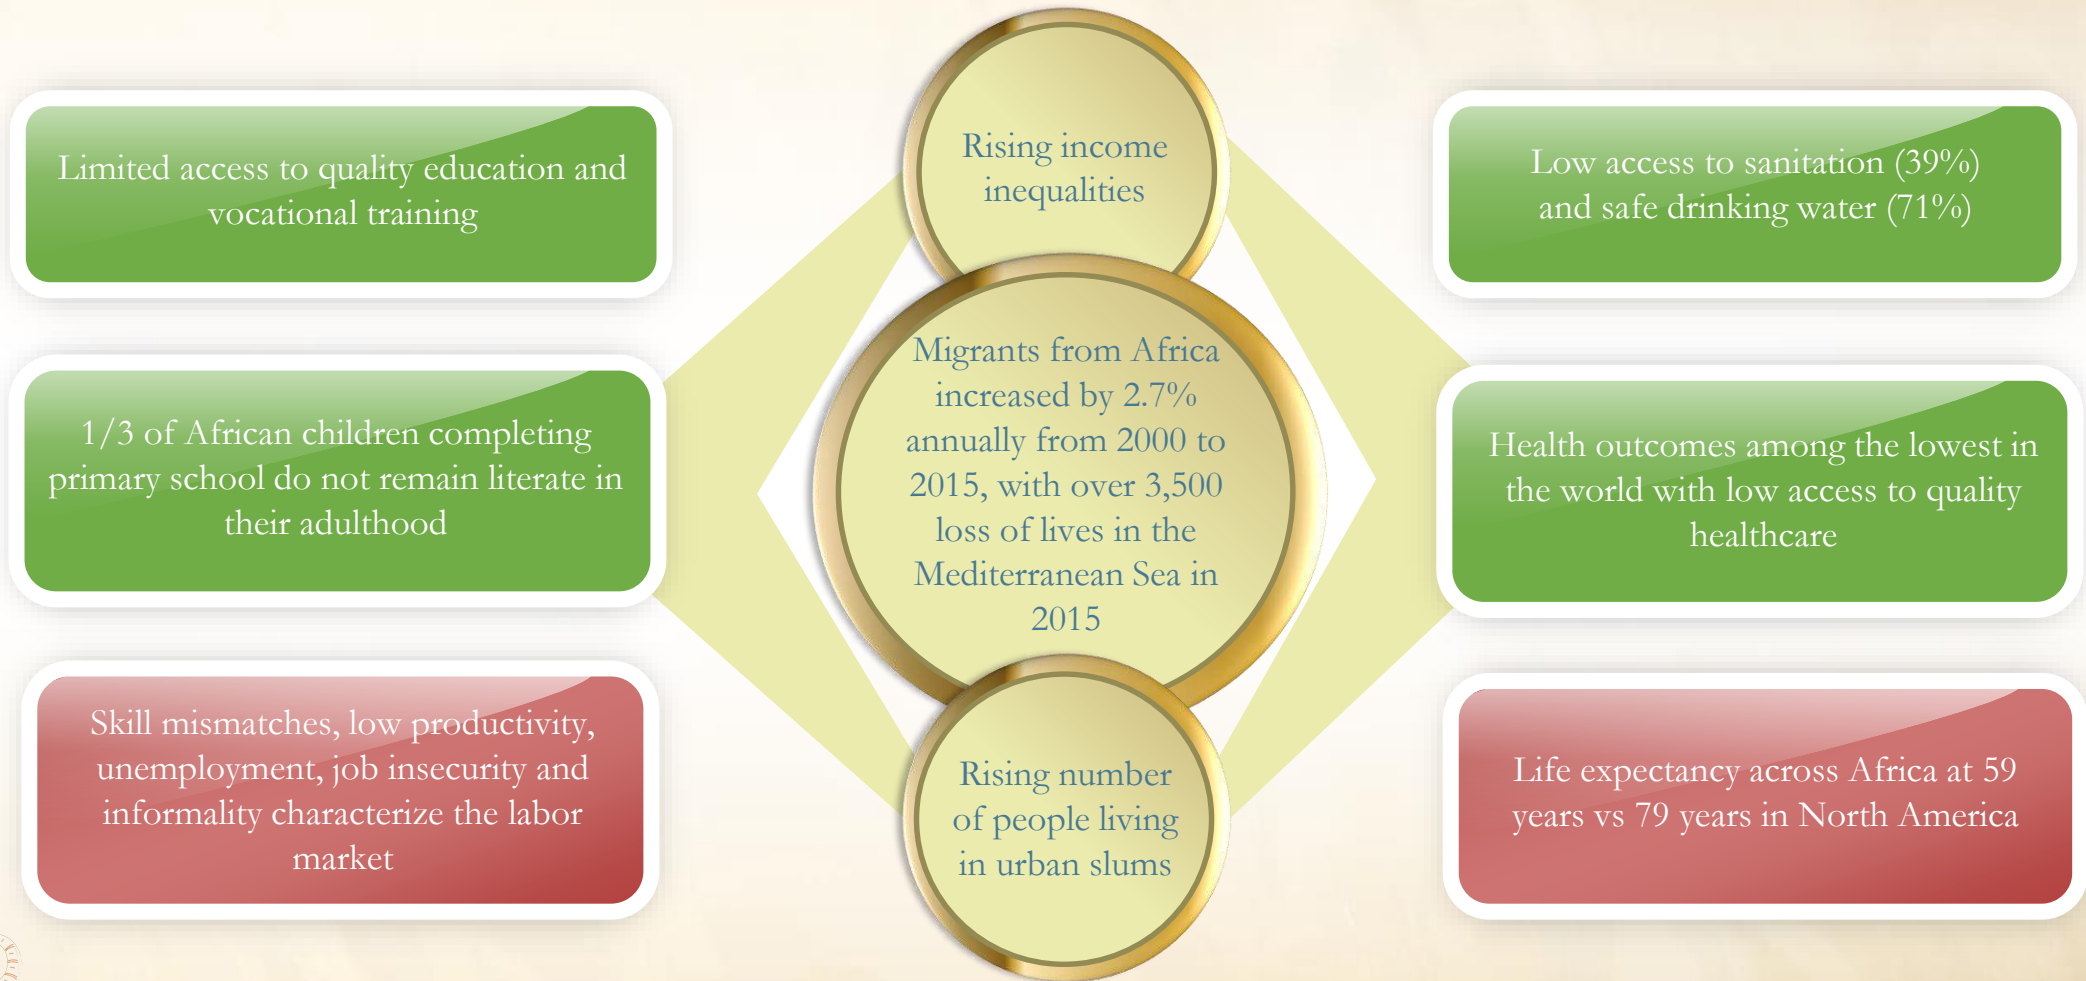 Limited access to quality education and
vocational training
1/3 of African children completing
primary school do not remain literate in
their adulthood
Skill mismatches, low productivity,
unemployment, job insecurity and
informality characterize the labor
market
Rising income
inequalities
Migrants from Africa
increased by 2.7%
annually from 2000 to
2015, with over 3,500
loss of lives in the
Mediterranean Sea in
2015
Rising number
of people living
in urban slums
Low access to sanitation (39%)
and safe drinking water (71%)
Health outcomes among the lowest in
the world with low access to quality
healthcare
Life expectancy across Africa at 59
years vs 79 years in North America